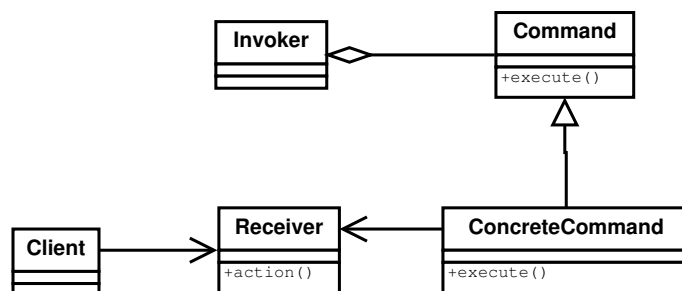 Invoker
Command
+execute()
Client
Receiver
+action()
ConcreteCommand
+execute()